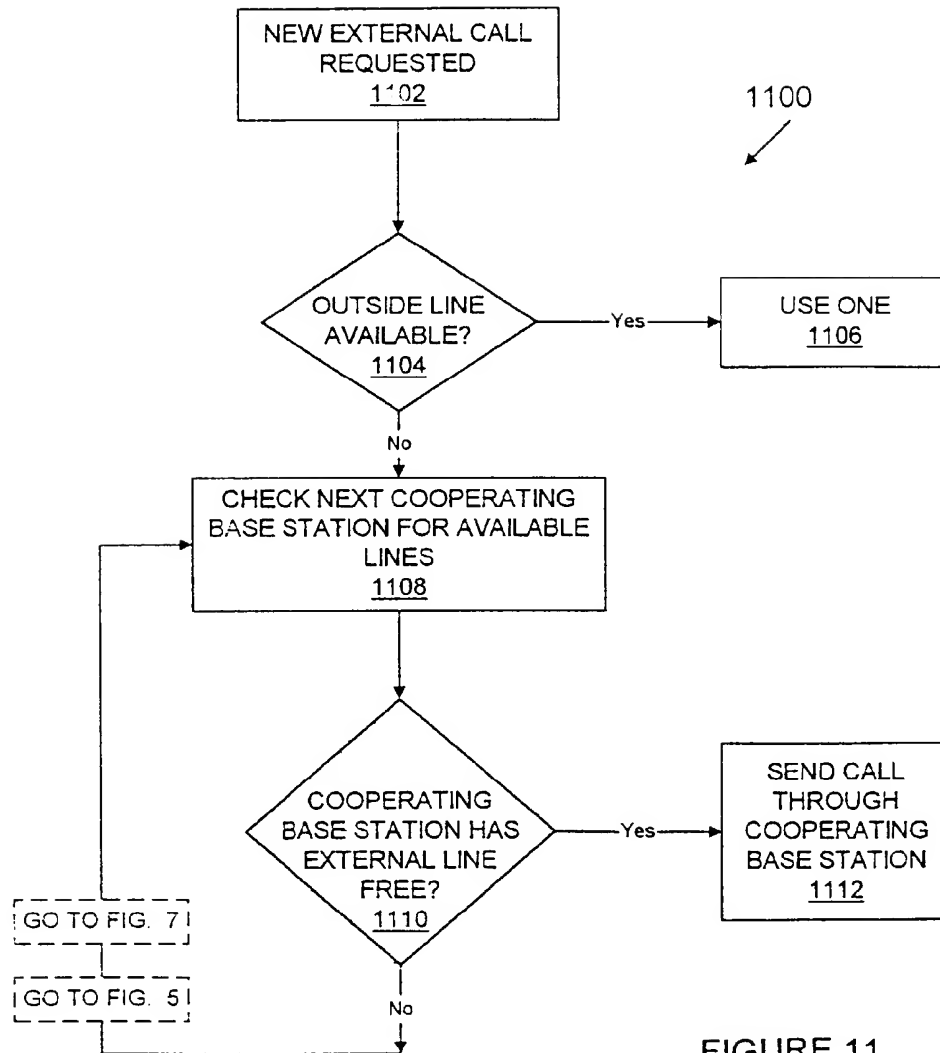 NEW EXTERNAL CALL
REQUESTED
1102
1100
OUTSIDE LINE
AVAILABLE?
1104
Yes
USE ONE
1106
No
CHECK NEXT COOPERATING
BASE STATION FOR AVAILABLE
LINES
1108
COOPERATING
BASE STATION HAS
EXTERNAL LINE
FREE?
1110
Yes
SEND CALL
THROUGH
COOPERATING
BASE STATION
1112
GO TO FIG. 7
GO TO FIG. 5
No
FIGURE 11